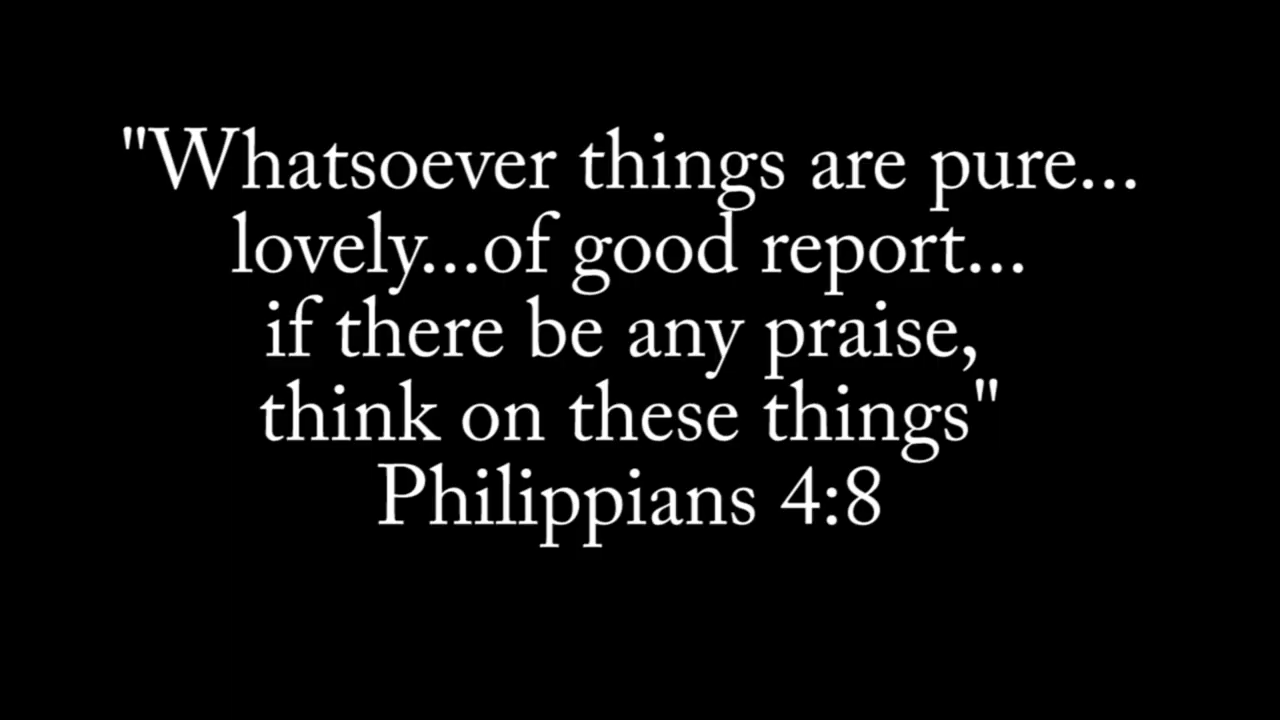 "Whatsoever things are pure...
lovely...of good report...
if there be any praise,
think on these things"
Philippians 4:8